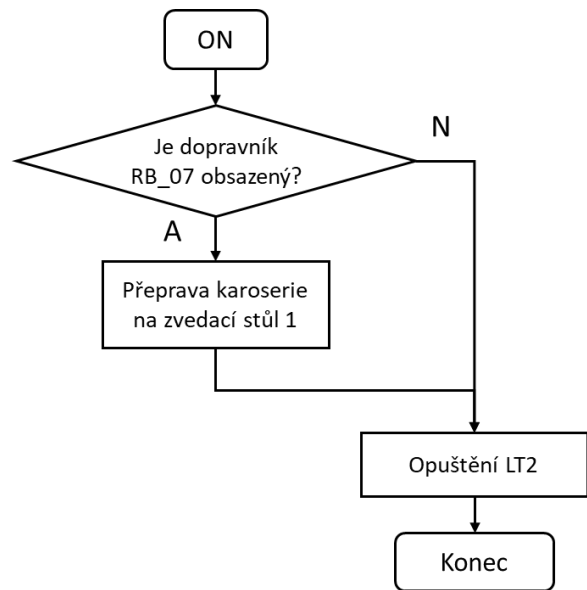 ON
N
Je dopravník
RB_07 obsazený?
A
Přeprava karoserie
na zvedací stůl 1
Opuštění LT2
Konec